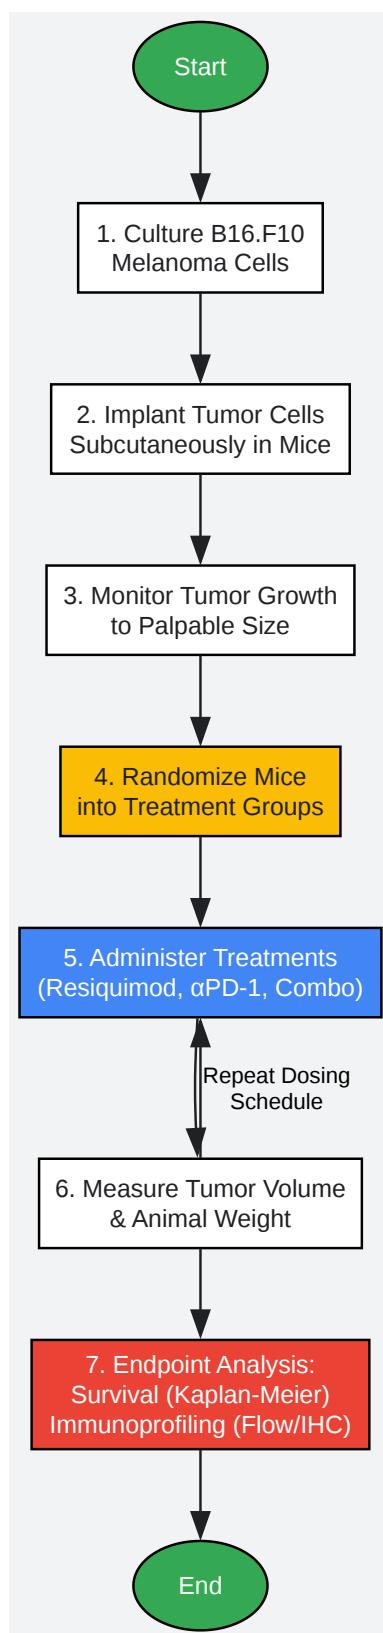 Start
1. Culture B16.F10
Melanoma Cells
2. Implant Tumor Cells
Subcutaneously in Mice
3. Monitor Tumor Growth
to Palpable Size
4. Randomize Mice
into Treatment Groups
5. Administer Treatments
(Resiquimod, αPD-1, Combo)
Repeat Dosing
Schedule
6. Measure Tumor Volume
& Animal Weight
7. Endpoint Analysis:
Survival (Kaplan-Meier)
Immunoprofiling (Flow/IHC)
End